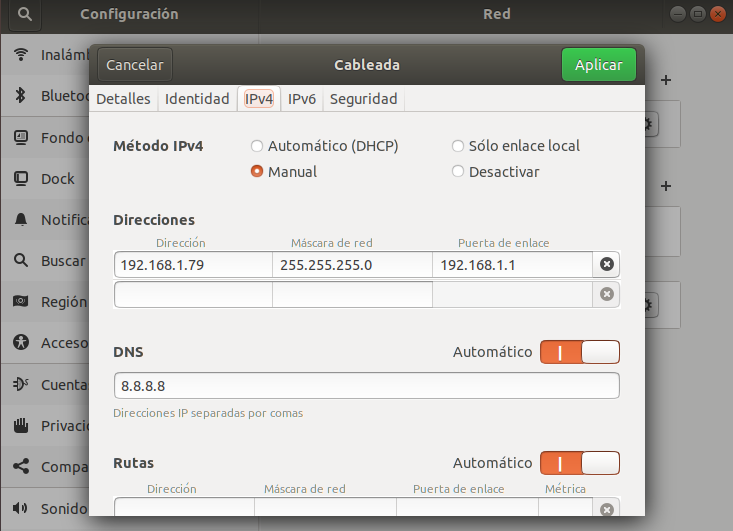 Configuración
Red
Cancelar
Cableada
Aplicar
Detalles
Identidad
IPv4
IPv6
Seguridad
Inalám
Blueto
Fondo
Dock
Notific
Buscar
Región
Acceso
Cuenta
Privaci
Compa
Sonido
Método IPv4
Automático (DHCP)
Sólo enlace local
Manual
Desactivar
Direcciones
Dirección
Máscara de red
Puerta de enlace
192.168.1.79
255.255.255.0
192.168.1.1
DNS
Automático
8.8.8.8
Direcciones IP separadas por comas
Rutas
Automático
Dirección
Máscara de red
Puerta de enlace
Métrica